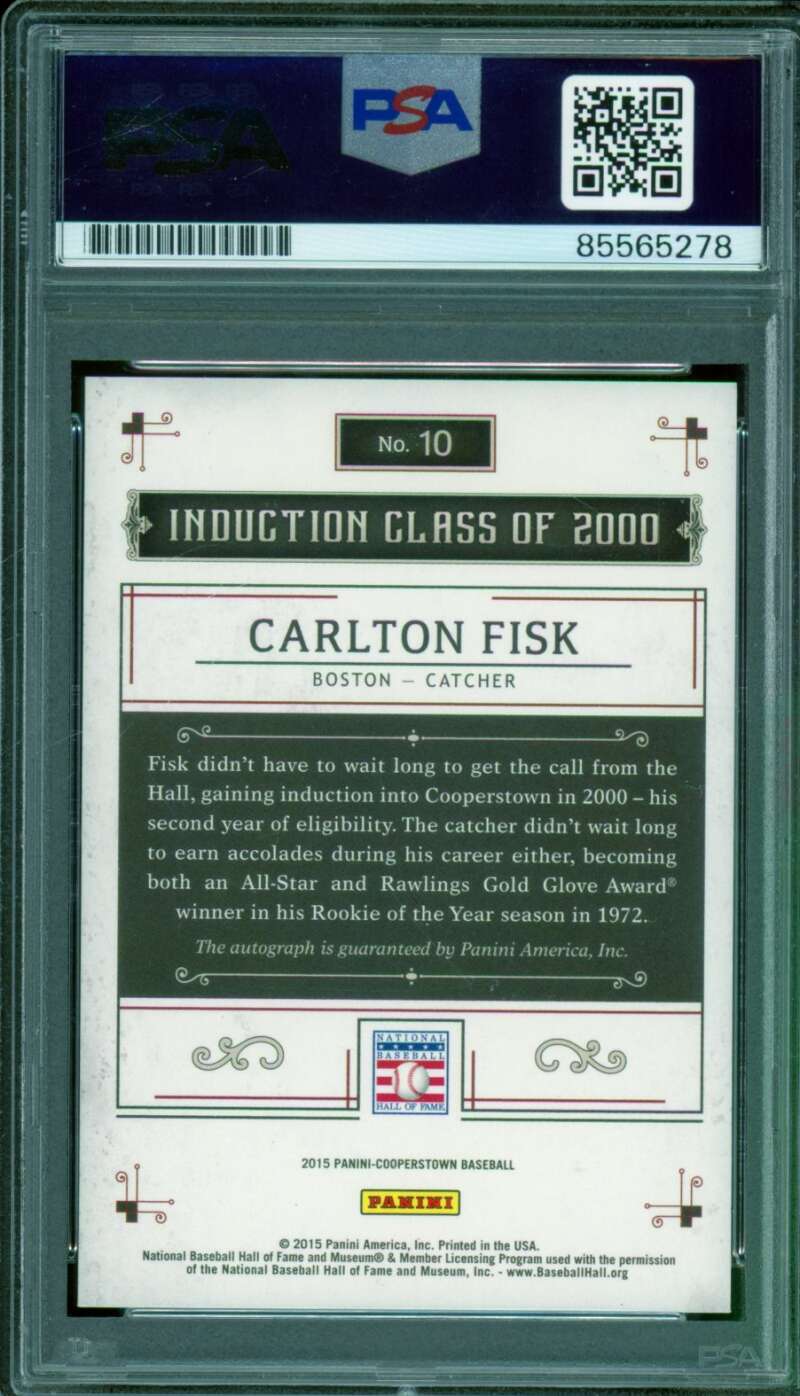 PSA
PSA
85565278
No. 10
INDUCTION CLASS OF 2000
CARLTON FISK
BOSTON – CATCHER
Fisk didn't have to wait long to get the call from the
Hall, gaining induction into Cooperstown in 2000 – his
second year of eligibility. The catcher didn't wait long
to earn accolades during his career either, becoming
both an All-Star and Rawlings Gold Glove Award®
winner in his Rookie of the Year season in 1972.
The autograph is guaranteed by Panini America, Inc.
NATIONAL
BASEBALL
HALL OF FAME
2015 PANINI-COOPERSTOWN BASEBALL
PANINI
© 2015 Panini America, Inc. Printed in the USA.
National Baseball Hall of Fame and Museum® & Member Licensing Program used with the permission
of the National Baseball Hall of Fame and Museum, Inc. - www.BaseballHall.org
PSA